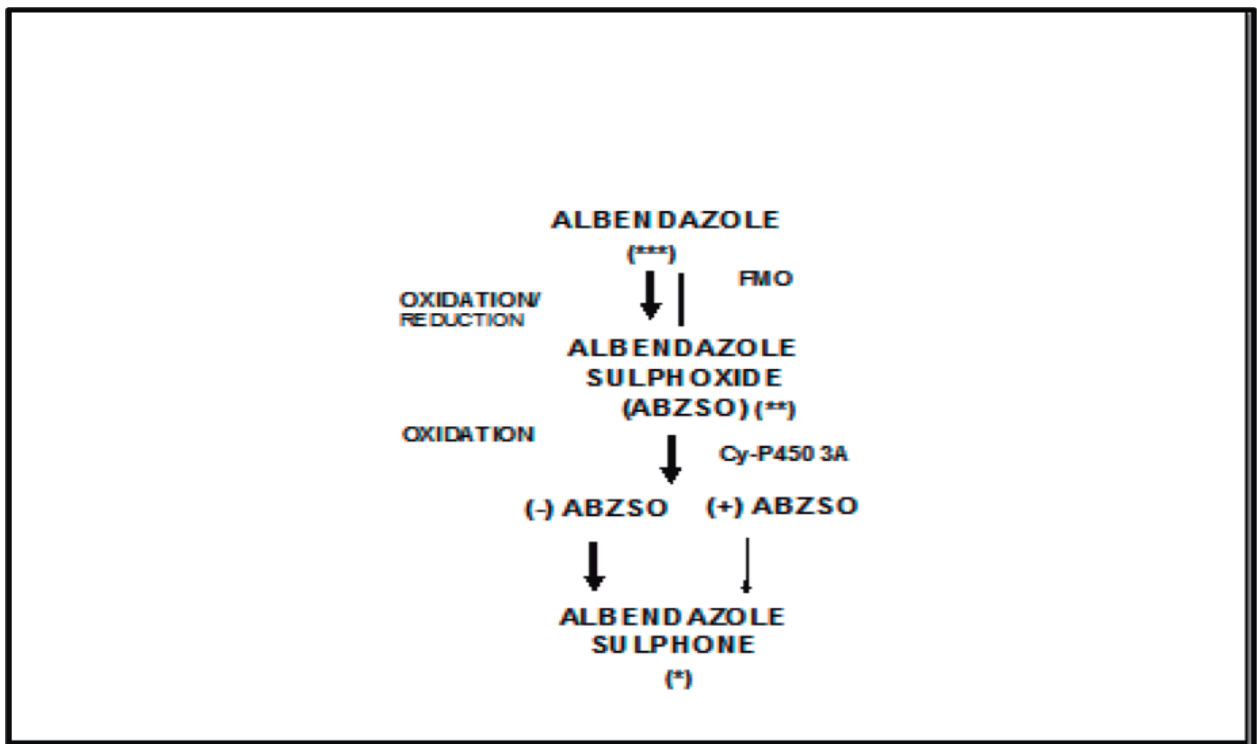 ALBENDAZOLE
(***)
FMO
OXIDATION/
REDUCTION
ALBENDAZOLE
SULPHOXIDE
(ABZSO) (**)
OXIDATION
Cy-P450 3A
(-) ABZSO (+) ABZSO
ALBENDAZOLE
SULPHONE
(*)